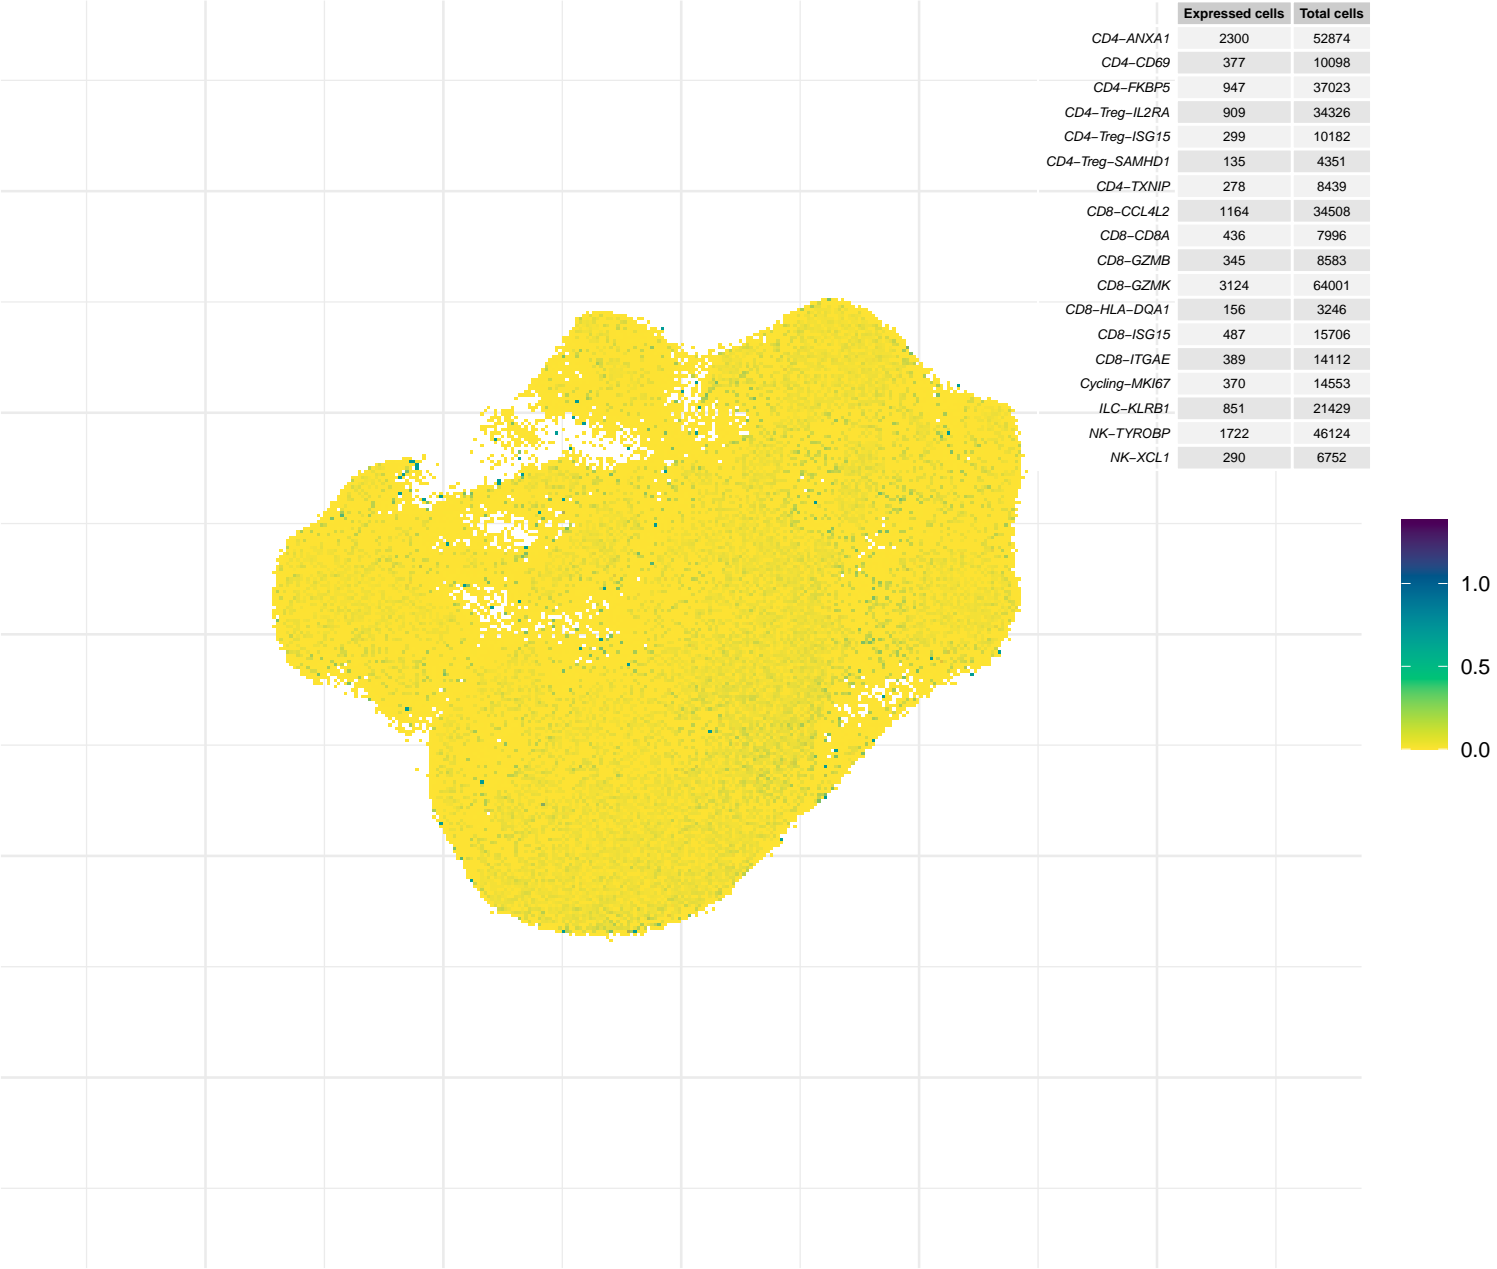 Expressed cells Total cells
CD4−ANXA1 2300 52874
CD4−CD69 377 10098
CD4−FKBP5 947 37023
CD4−Treg−IL2RA 909 34326
CD4−Treg−ISG15 299 10182
CD4−Treg−SAMHD1 135 4351
CD4−TXNIP 278 8439
CD8−CCL4L2 1164 34508
CD8−CD8A 436 7996
CD8−GZMB 345 8583
CD8−GZMK 3124 64001
CD8−HLA−DQA1 156 3246
CD8−ISG15 487 15706
CD8−ITGAE 389 14112
Cycling−MKI67 370 14553
ILC−KLRB1 851 21429
NK−TYROBP 1722 46124
NK−XCL1 290 6752
1.0
0.5
0.0